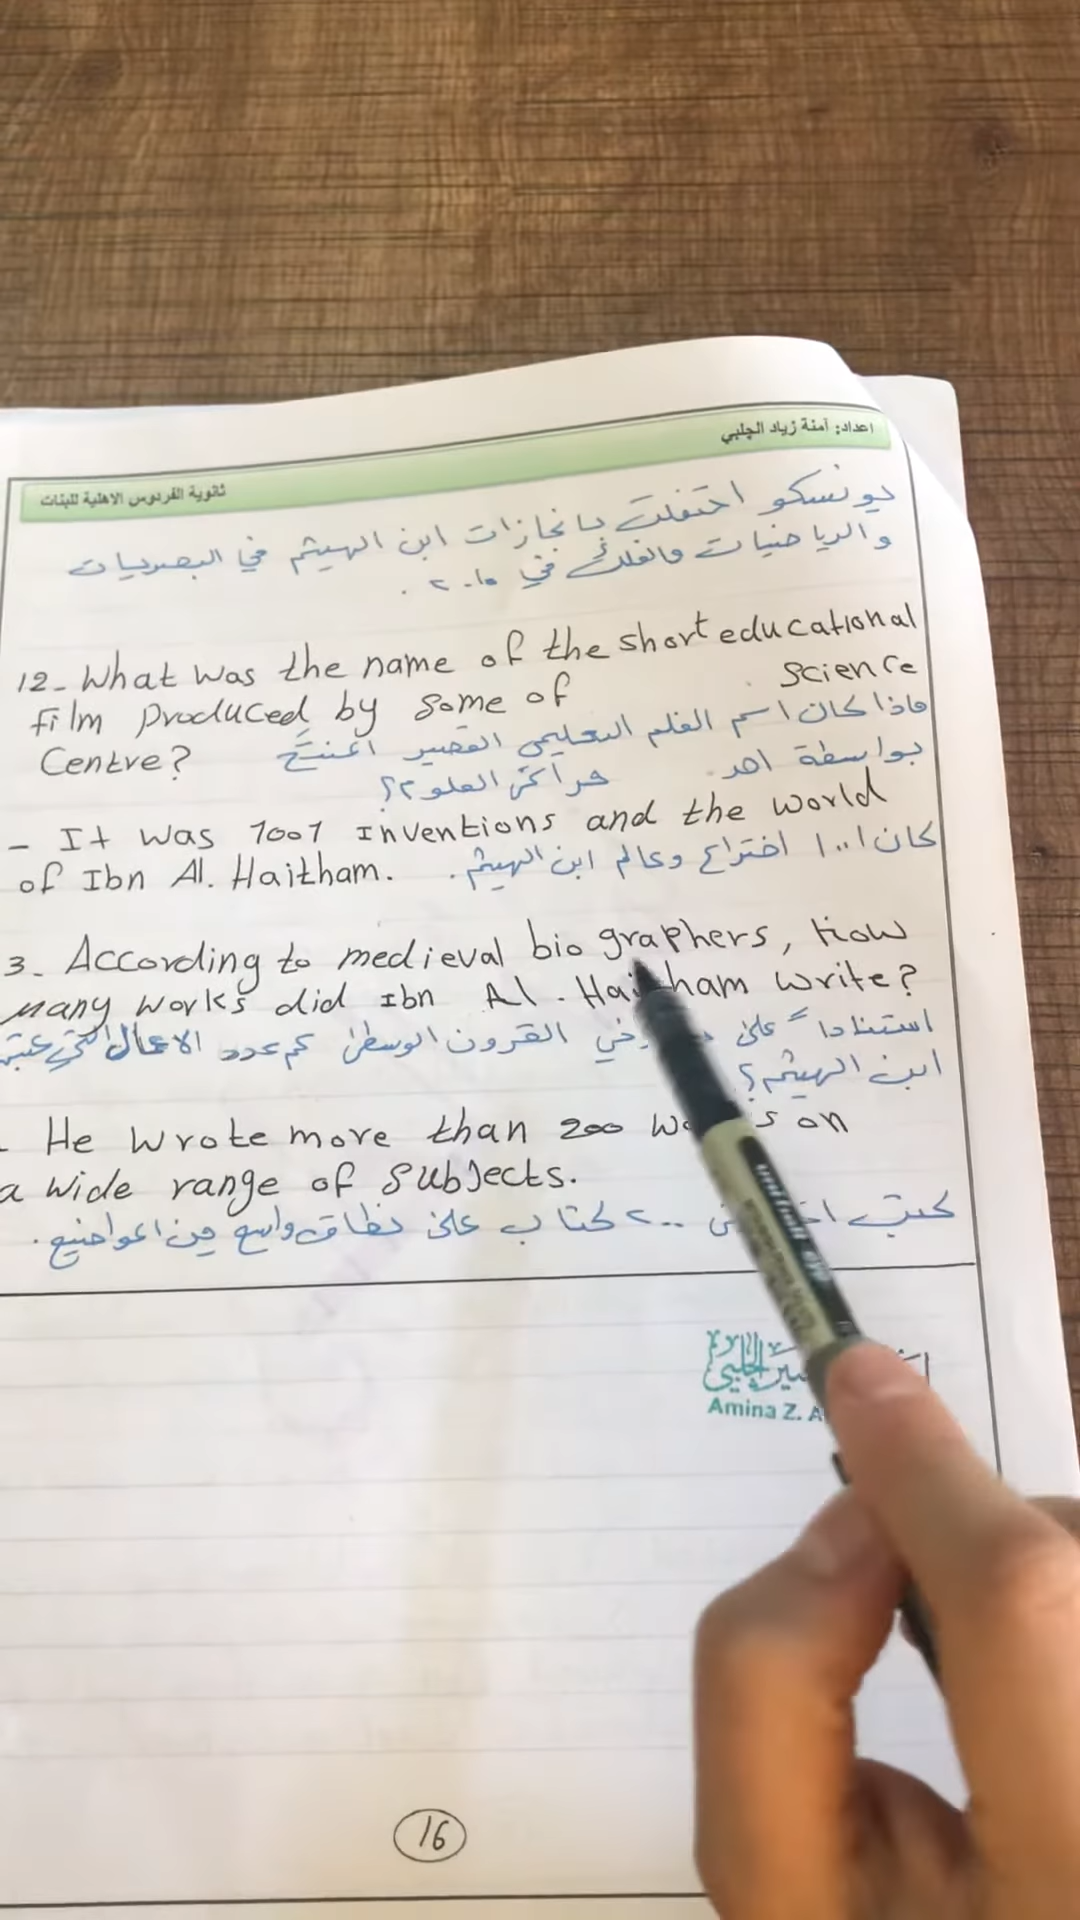 اعداد: آمنة زياد الجلبي
ثانوية الفردوس الاهلية للبنات
يونسكو احتفلت بانجازات ابن الهيثم في البصريات
والرياضيات والفلك في ٢٠١٥ .
12- What was the name of the short educational
film produced by some of science
Centre?
ماذا كان اسم الفلم التعليمي القصير
بواسطة احد مراكز العلوم؟
- It was 1001 inventions and the world
of Ibn Al. Haitham.
كان ١٠٠١ اختراع وعالم ابن الهيثم .
3- According to medieval biographers, How
many works did Ibn Al. Haitham write?
استنادا على في القرون الوسطى كم عدد الاعمال
ابن الهيثم؟
- He wrote more than 200 on
a wide range of subjects.
كتب ٢٠٠ كتاب على نطاق واسع من
Amina Z.
16